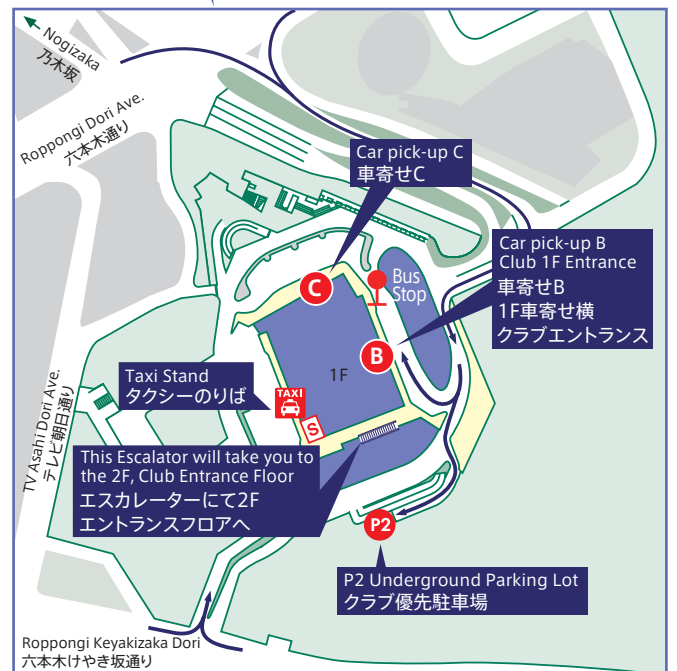 Nogizaka
乃木坂
Roppongi Dori Ave.
六本木通り
Car pick-up C
車寄せC
Car pick-up B
Club 1F Entrance
車寄せB
1F車寄せ横
クラブエントランス
C
Bus
Stop
B
1F
Taxi Stand
タクシーのりば
TAXI
S
TV Asahi Dori Ave.
テレビ朝日通り
This Escalator will take you to
the 2F, Club Entrance Floor
エスカレーターにて2F
エントランスフロアへ
P2
P2 Underground Parking Lot
クラブ優先駐車場
Roppongi Keyakizaka Dori
六本木けやき坂通り